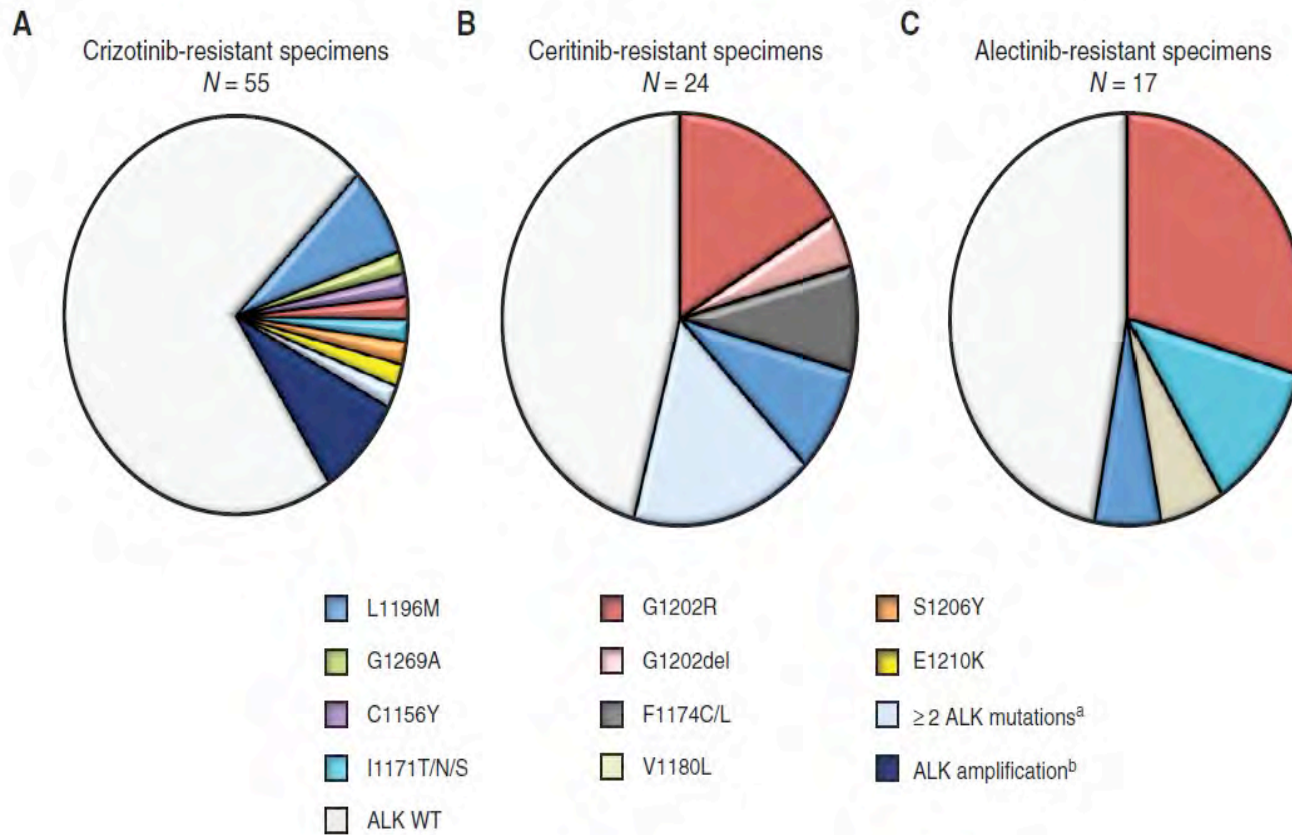 A
Crizotinib-resistant specimens
N = 55
B
Ceritinib-resistant specimens
N = 24
C
Alectinib-resistant specimens
N = 17
L1196M
G1269A
C1156Y
I1171T/N/S
ALK WT
G1202R
G1202del
F1174C/L
V1180L
S1206Y
E1210K
≥ 2 ALK mutationsᵃ
ALK amplificationᵇ